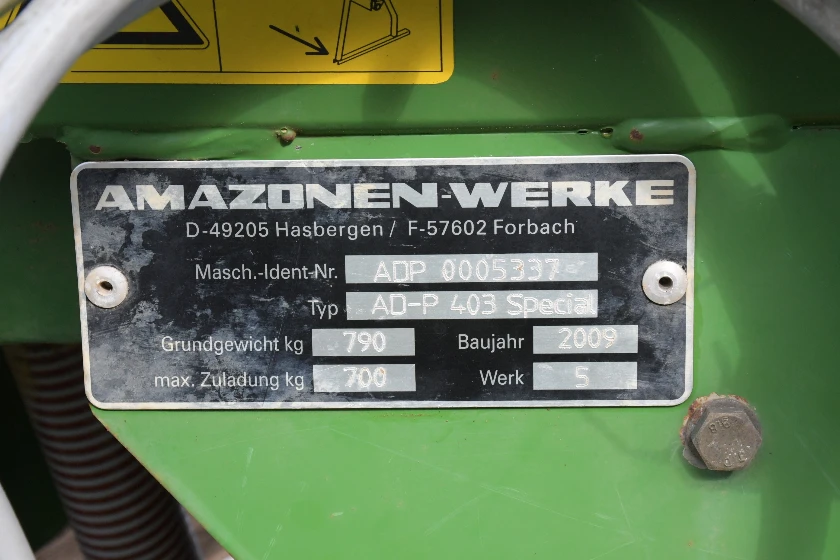 AMAZONEN-WERKE
D-49205 Hasbergen / F-57602 Forbach
Masch.-Ident-Nr. ADP 0005337
Typ AD-P 403 Special
Grundgewicht kg 790 Baujahr 2009
max. Zuladung kg 700 Werk S